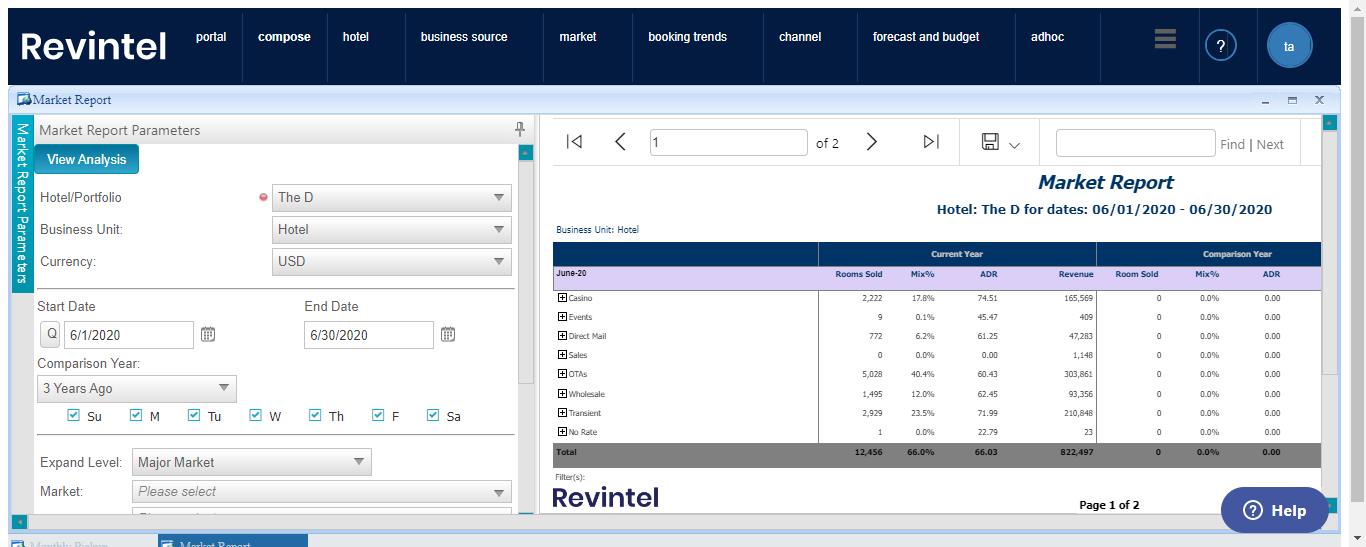 Revintel portal compose hotel business source market booking trends channel forecast and budget adhoc ? ta
Market Report
Market Report Parameters
Market Report Parameters
View Analysis
Hotel/Portfolio The D
Business Unit: Hotel
Currency: USD
Start Date End Date
Q 6/1/2020 6/30/2020
Comparison Year:
3 Years Ago
Su M Tu W Th F Sa
Expand Level: Major Market
Market: Please select
1 of 2 Find | Next
Market Report
Hotel: The D for dates: 06/01/2020 - 06/30/2020
Business Unit: Hotel
Current Year Comparison Year
June-20 Rooms Sold Mix% ADR Revenue Room Sold Mix% ADR
Casino 2,222 17.8% 74.51 165,569 0 0.0% 0.00
Events 9 0.1% 45.47 409 0 0.0% 0.00
Direct Mail 772 6.2% 61.25 47,283 0 0.0% 0.00
Sales 0 0.0% 0.00 1,148 0 0.0% 0.00
OTAs 5,028 40.4% 60.43 303,861 0 0.0% 0.00
Wholesale 1,495 12.0% 62.45 93,356 0 0.0% 0.00
Transient 2,929 23.5% 71.99 210,848 0 0.0% 0.00
No Rate 1 0.0% 22.79 23 0 0.0% 0.00
Total 12,456 66.0% 66.03 822,497 0 0.0% 0.00
Filter(s):
Revintel
Page 1 of 2
? Help
Monthly Pickup Market Report